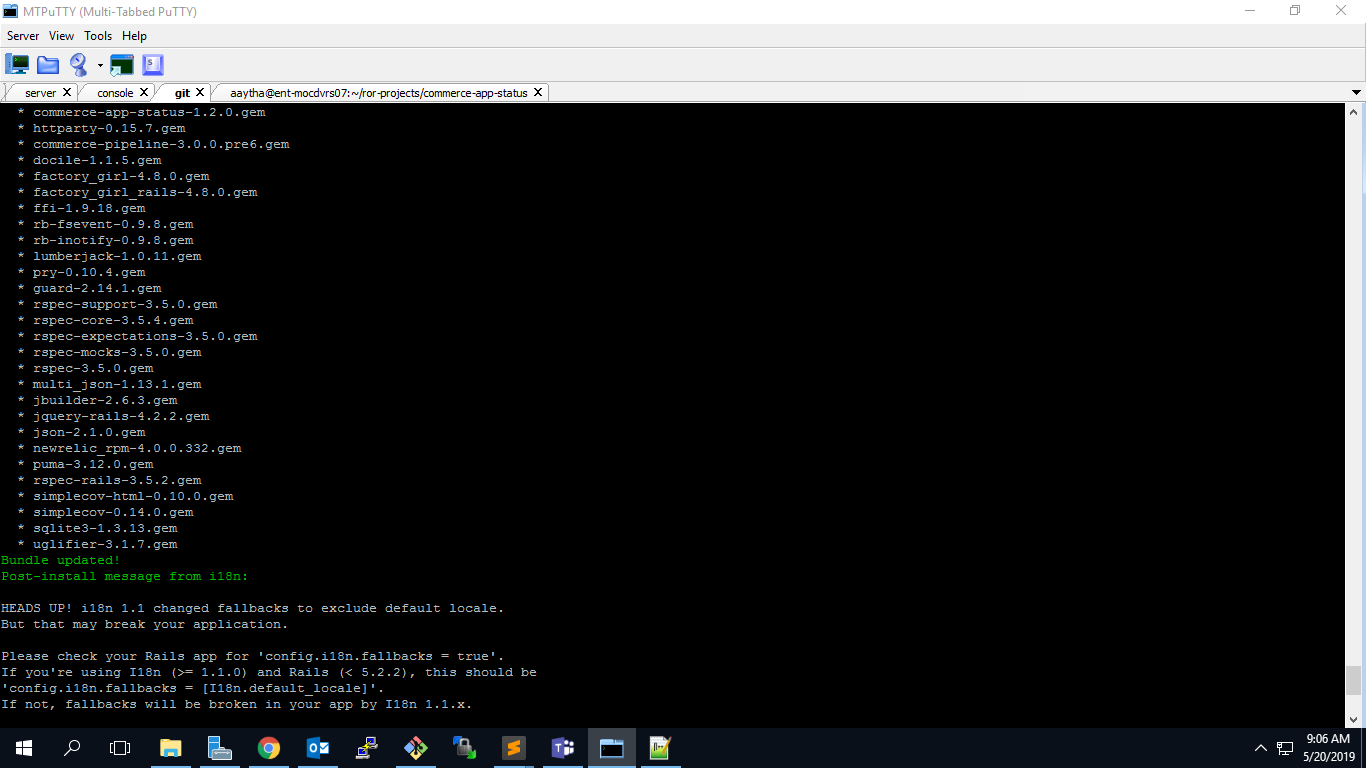 MTPuTTY (Multi-Tabbed PuTTY)
Server View Tools Help
server X console X git X aaytha@ent-mocdvrs07:~/ror-projects/commerce-app-status X
* commerce-app-status-1.2.0.gem
* httparty-0.15.7.gem
* commerce-pipeline-3.0.0.pre6.gem
* docile-1.1.5.gem
* factory_girl-4.8.0.gem
* factory_girl_rails-4.8.0.gem
* ffi-1.9.18.gem
* rb-fsevent-0.9.8.gem
* rb-inotify-0.9.8.gem
* lumberjack-1.0.11.gem
* pry-0.10.4.gem
* guard-2.14.1.gem
* rspec-support-3.5.0.gem
* rspec-core-3.5.4.gem
* rspec-expectations-3.5.0.gem
* rspec-mocks-3.5.0.gem
* rspec-3.5.0.gem
* multi_json-1.13.1.gem
* jbuilder-2.6.3.gem
* jquery-rails-4.2.2.gem
* json-2.1.0.gem
* newrelic_rpm-4.0.0.332.gem
* puma-3.12.0.gem
* rspec-rails-3.5.2.gem
* simplecov-html-0.10.0.gem
* simplecov-0.14.0.gem
* sqlite3-1.3.13.gem
* uglifier-3.1.7.gem
Bundle updated!
Post-install message from i18n:
HEADS UP! i18n 1.1 changed fallbacks to exclude default locale.
But that may break your application.
Please check your Rails app for 'config.i18n.fallbacks = true'.
If you're using I18n (>= 1.1.0) and Rails (< 5.2.2), this should be
'config.i18n.fallbacks = [I18n.default_locale]'.
If not, fallbacks will be broken in your app by I18n 1.1.x.
9:06 AM
5/20/2019